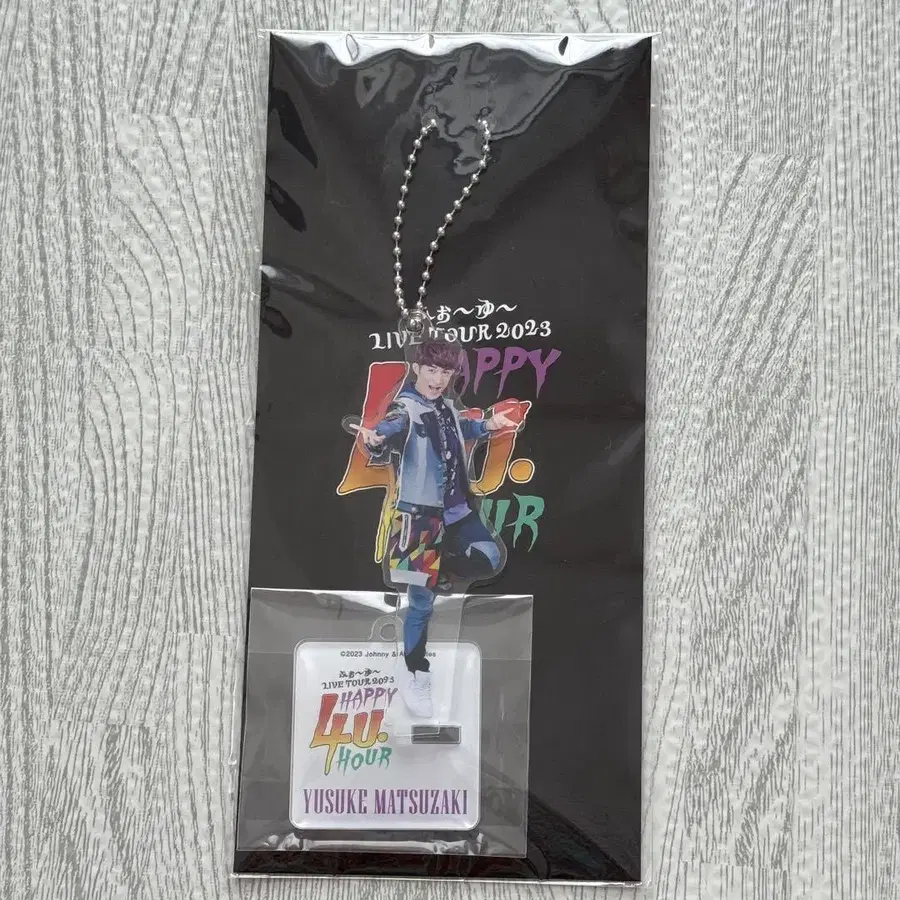 ふぉ〜ゆ〜
LIVE TOUR 2023
HAPPY
4U.
HOUR
©2023 Johnny & Associates
ふぉ〜ゆ〜
LIVE TOUR 2023
HAPPY
4U.
HOUR
YUSUKE MATSUZAKI